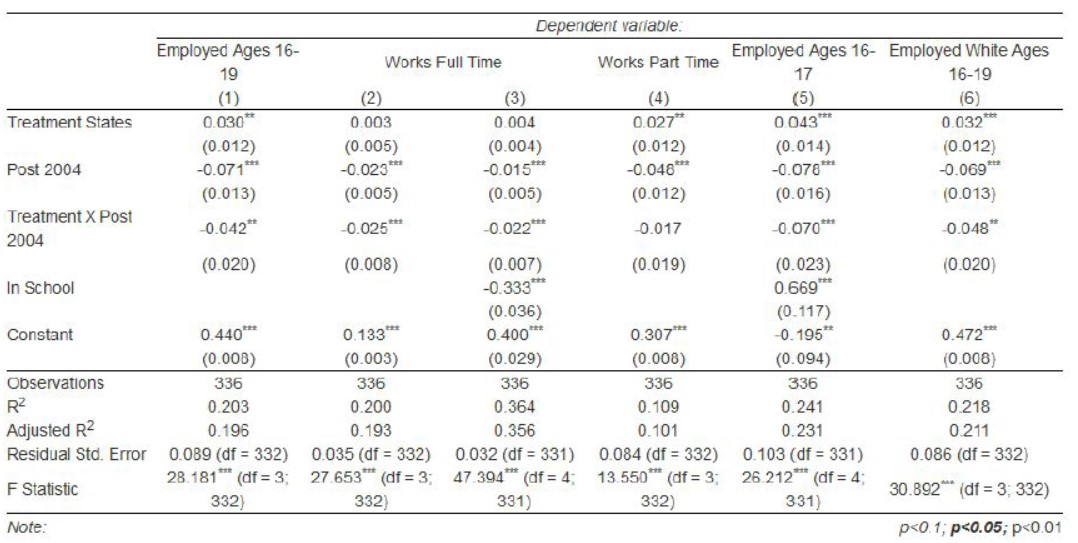 Dependent variable:
Employed Ages 16-19 Works Full Time Works Part Time Employed Ages 16-17 Employed White Ages 16-19
(1) (2) (3) (4) (5) (6)
Treatment States 0.030** 0.003 0.004 0.027** 0.043*** 0.032***
(0.012) (0.005) (0.004) (0.012) (0.014) (0.012)
Post 2004 -0.071*** -0.023*** -0.015*** -0.048*** -0.078*** -0.069***
(0.013) (0.005) (0.005) (0.012) (0.016) (0.013)
Treatment X Post 2004 -0.042** -0.025*** -0.022*** -0.017 -0.070*** -0.048**
(0.020) (0.008) (0.007) (0.019) (0.023) (0.020)
In School -0.333*** 0.669***
(0.036) (0.117)
Constant 0.440*** 0.133*** 0.400*** 0.307*** -0.195** 0.472***
(0.008) (0.003) (0.029) (0.008) (0.094) (0.008)
Observations 336 336 336 336 336 336
R2 0.203 0.200 0.364 0.109 0.241 0.218
Adjusted R2 0.196 0.193 0.356 0.101 0.231 0.211
Residual Std. Error 0.089 (df = 332) 0.035 (df = 332) 0.032 (df = 331) 0.084 (df = 332) 0.103 (df = 331) 0.086 (df = 332)
F Statistic 28.181*** (df = 3; 332) 27.653*** (df = 3; 332) 47.394*** (df = 4; 331) 13.550*** (df = 3; 332) 26.212*** (df = 4; 331) 30.892*** (df = 3; 332)
Note: p<0.1; p<0.05; p<0.01